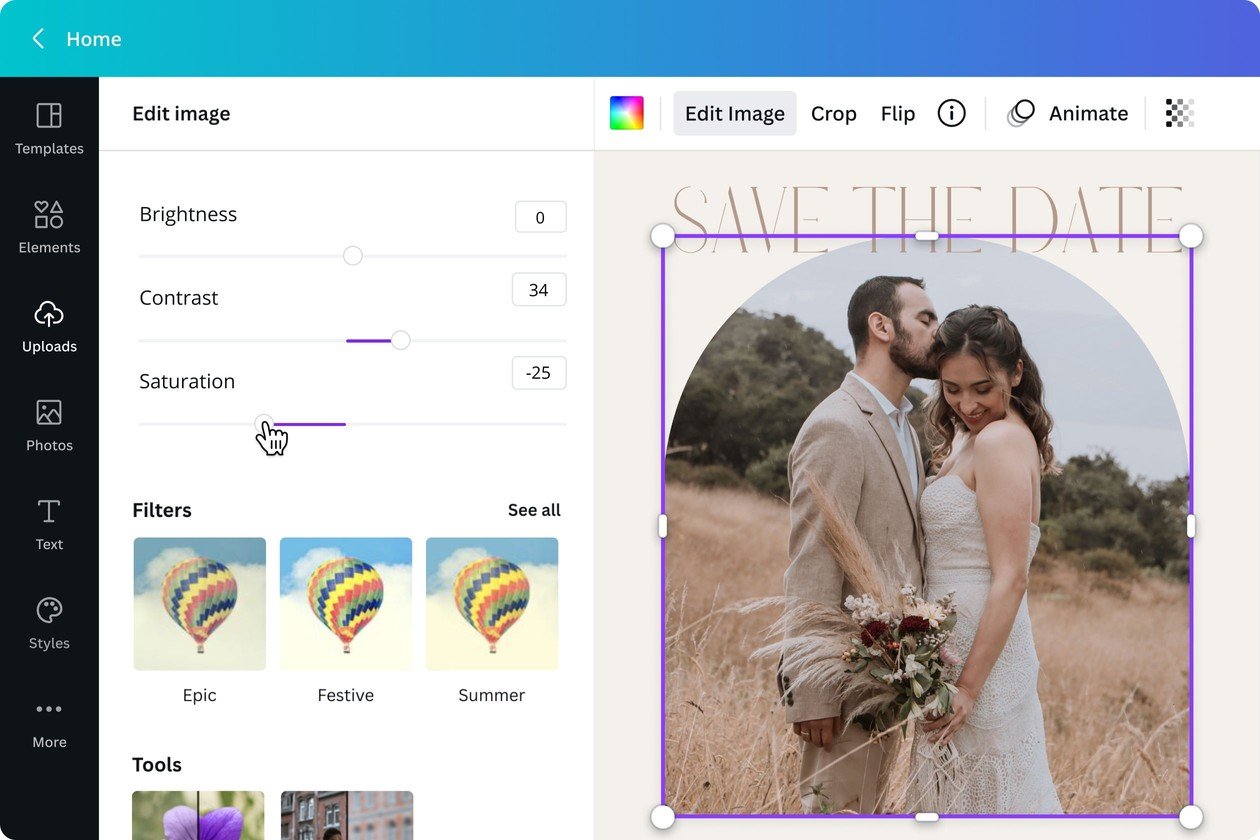 Home
Templates
Elements
Uploads
Photos
Text
Styles
More
Edit image
Brightness
0
Contrast
34
Saturation
-25
Filters
See all
Epic
Festive
Summer
Tools
Edit Image
Crop
Flip
Animate
SAVE THE DATE